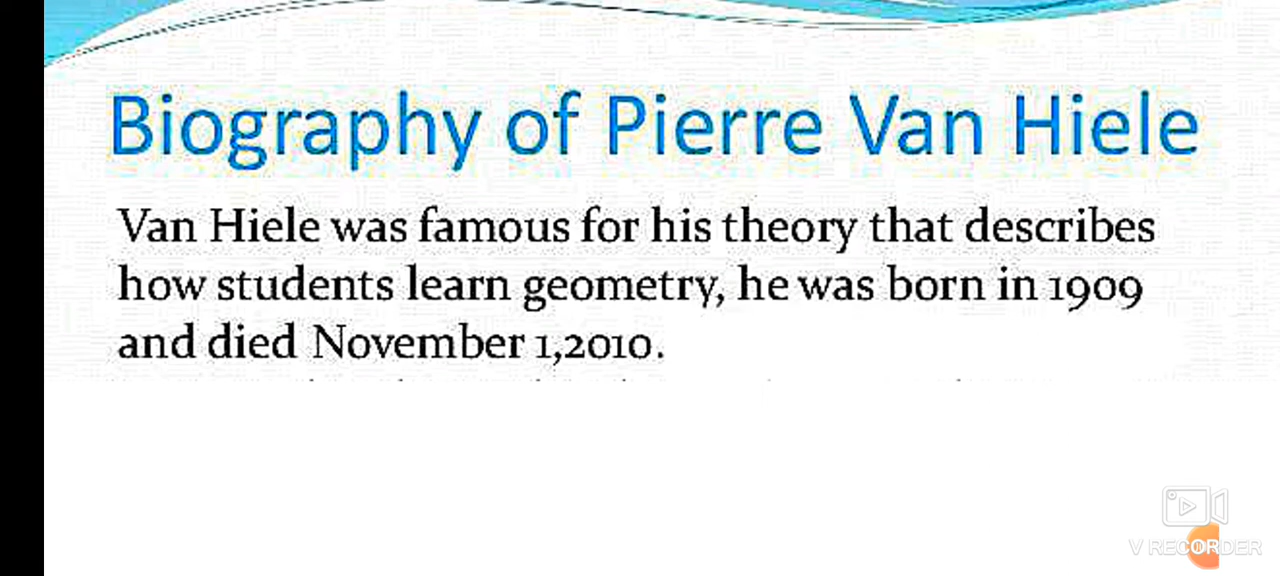 Biography of Pierre Van Hiele
Van Hiele was famous for his theory that describes
how students learn geometry, he was born in 1909
and died November 1,2010.
V RECORDER